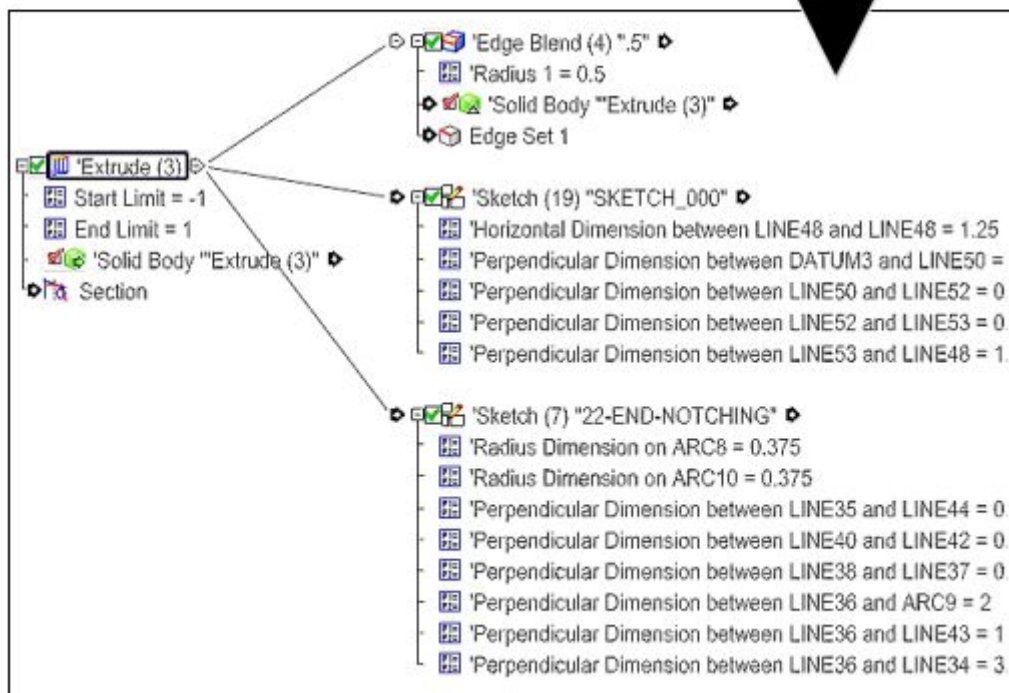 'Extrude (3)
Start Limit = -1
End Limit = 1
'Solid Body '"Extrude (3)"
Section
'Edge Blend (4) ".5"
'Radius 1 = 0.5
'Solid Body '"Extrude (3)"
Edge Set 1
'Sketch (19) "SKETCH_000"
'Horizontal Dimension between LINE48 and LINE48 = 1.25
'Perpendicular Dimension between DATUM3 and LINE50 =
'Perpendicular Dimension between LINE50 and LINE52 = 0
'Perpendicular Dimension between LINE52 and LINE53 = 0.
'Perpendicular Dimension between LINE53 and LINE48 = 1.
'Sketch (7) "22-END-NOTCHING"
'Radius Dimension on ARC8 = 0.375
'Radius Dimension on ARC10 = 0.375
'Perpendicular Dimension between LINE35 and LINE44 = 0
'Perpendicular Dimension between LINE40 and LINE42 = 0.
'Perpendicular Dimension between LINE38 and LINE37 = 0.
'Perpendicular Dimension between LINE36 and ARC9 = 2
'Perpendicular Dimension between LINE36 and LINE43 = 1
'Perpendicular Dimension between LINE36 and LINE34 = 3.